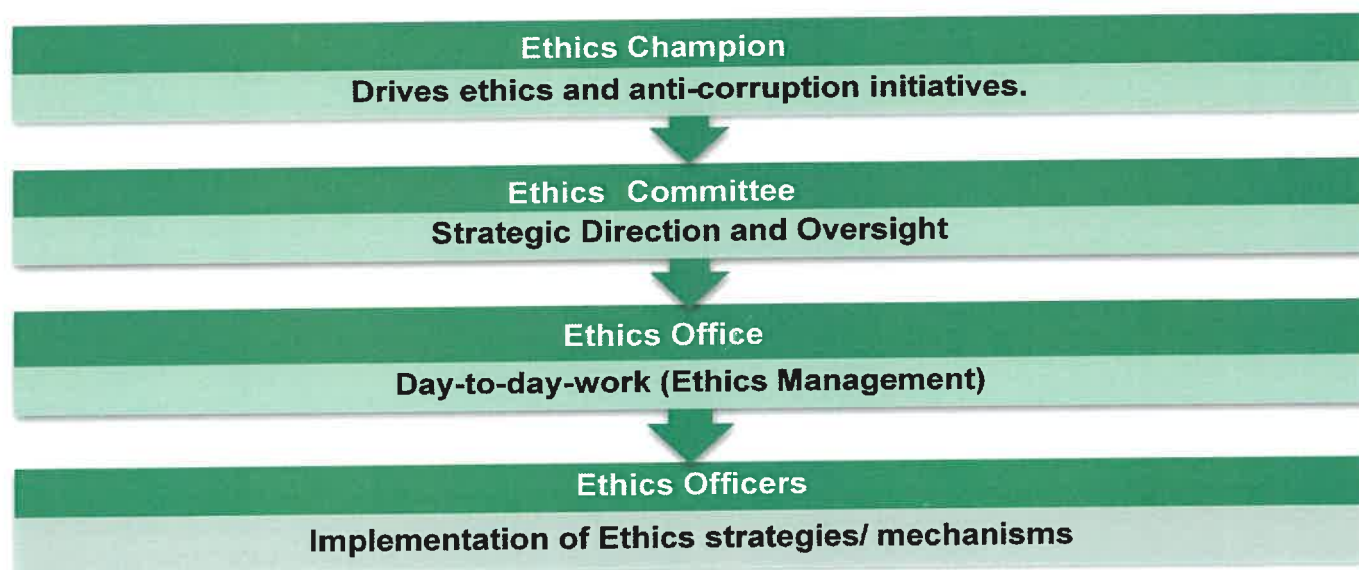 Ethics Champion
Drives ethics and anti-corruption initiatives.
Ethics Committee
Strategic Direction and Oversight
Ethics Office
Day-to-day-work (Ethics Management)
Ethics Officers
Implementation of Ethics strategies/ mechanisms